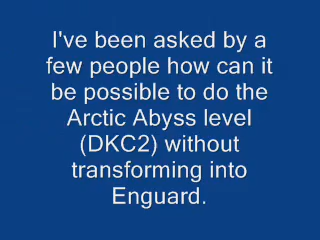 I've been asked by a
few people how can it
be possible to do the
Arctic Abyss level
(DKC2) without
transforming into
Enguard.